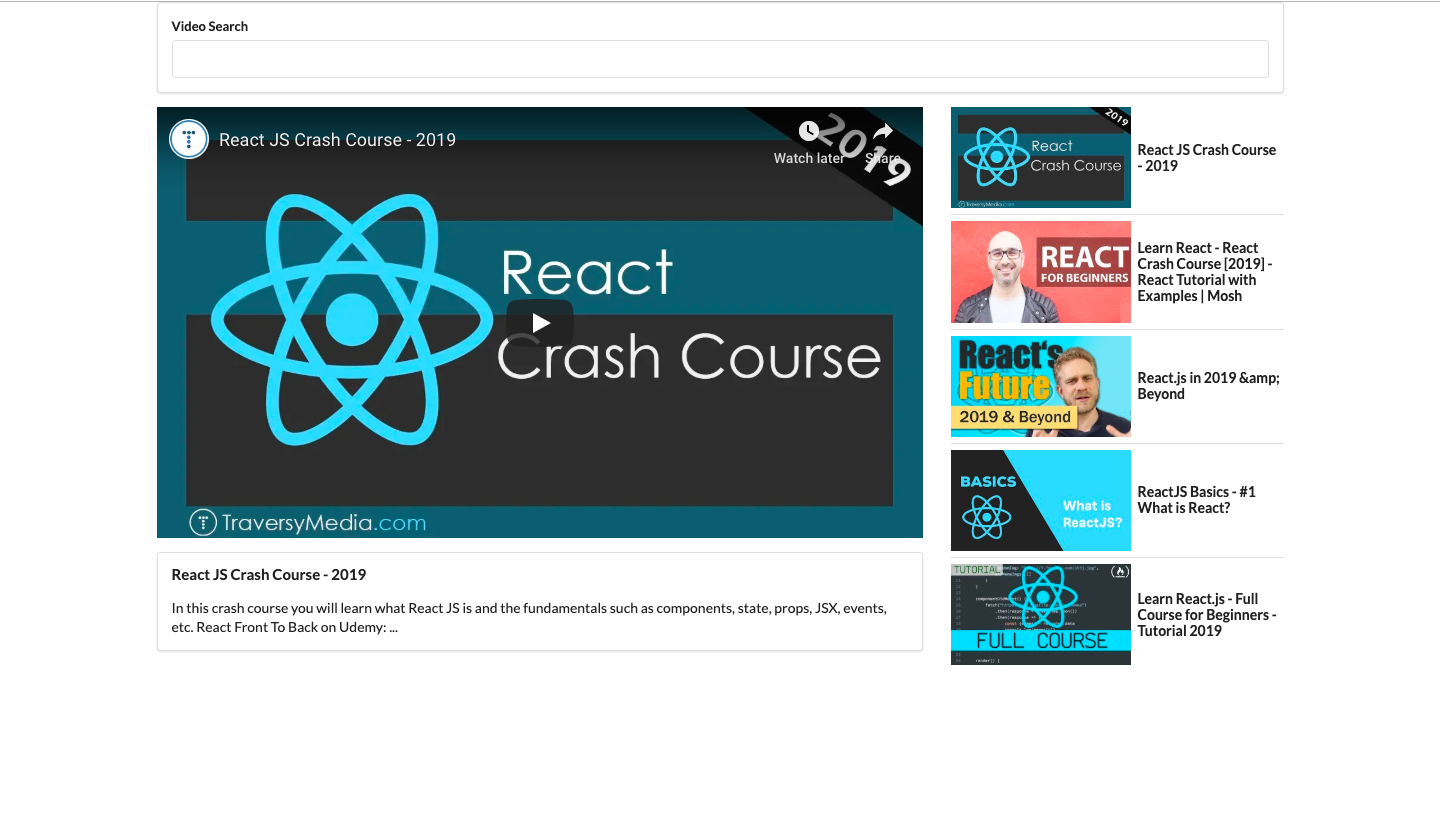 Video Search
React JS Crash Course - 2019
Watch later
Share
2019
React
Crash Course
TraversyMedia.com
React JS Crash Course - 2019
In this crash course you will learn what React JS is and the fundamentals such as components, state, props, JSX, events,
etc. React Front To Back on Udemy: ...
2019
React
Crash Course
TraversyMedia.com
React JS Crash Course
- 2019
REACT
FOR BEGINNERS
Learn React - React
Crash Course [2019] -
React Tutorial with
Examples | Mosh
React's
Future
2019 & Beyond
React.js in 2019 &amp;
Beyond
BASICS
What is
ReactJS?
ReactJS Basics - #1
What is React?
TUTORIAL
FULL COURSE
render() {
Learn React.js - Full
Course for Beginners -
Tutorial 2019